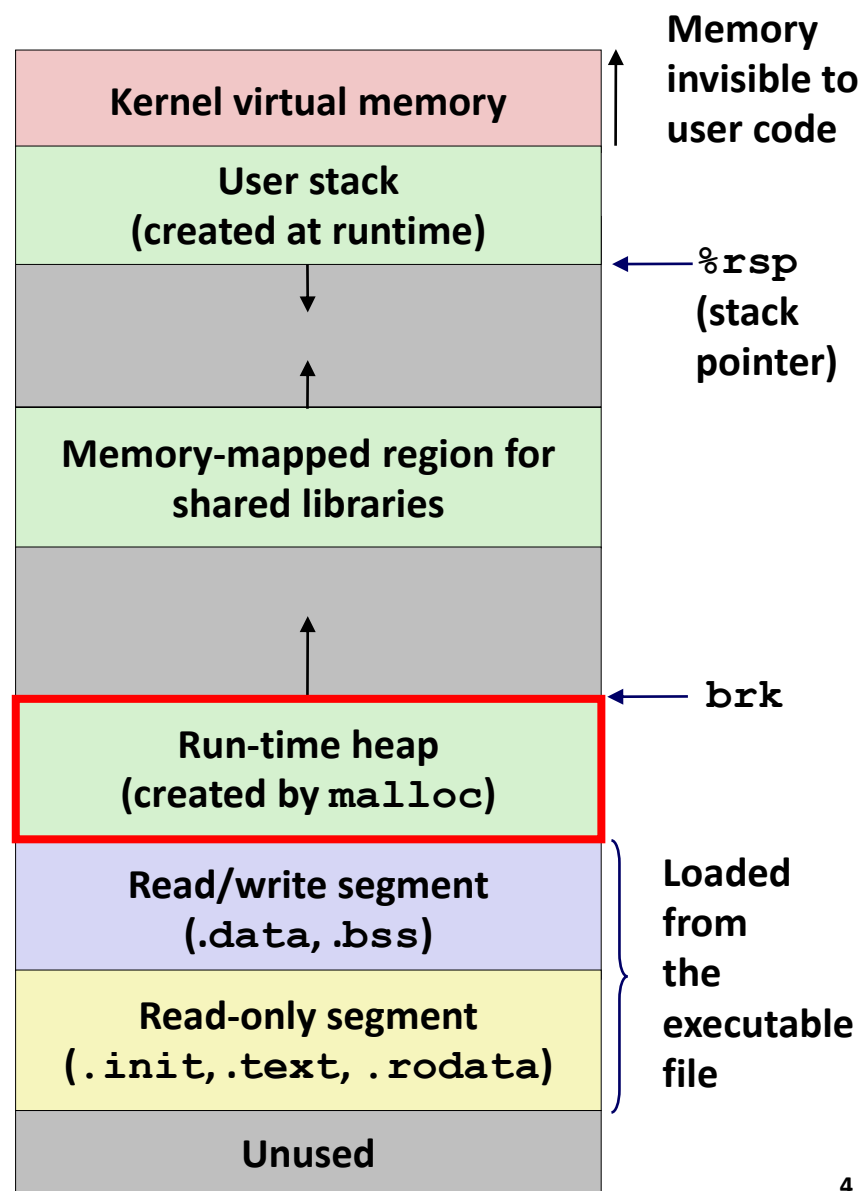 Memory
invisible to
user code
Kernel virtual memory
User stack
(created at runtime)
%rsp
(stack
pointer)
Memory-mapped region for
shared libraries
brk
Run-time heap
(created by malloc)
Read/write segment
(.data, .bss)
Loaded
from
the
executable
file
Read-only segment
(.init, .text, .rodata)
Unused
4